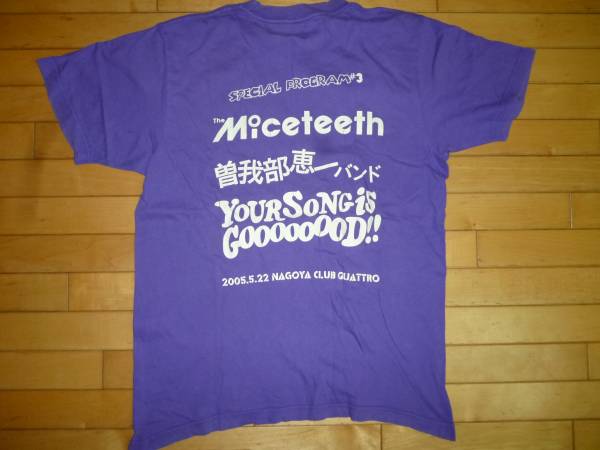 SPECIAL PROGRAM#3
The Miceteeth
曽我部恵一バンド
YOUR SONG iS
GOOOOOOOD!!
2005.5.22 NAGOYA CLUB QUATTRO